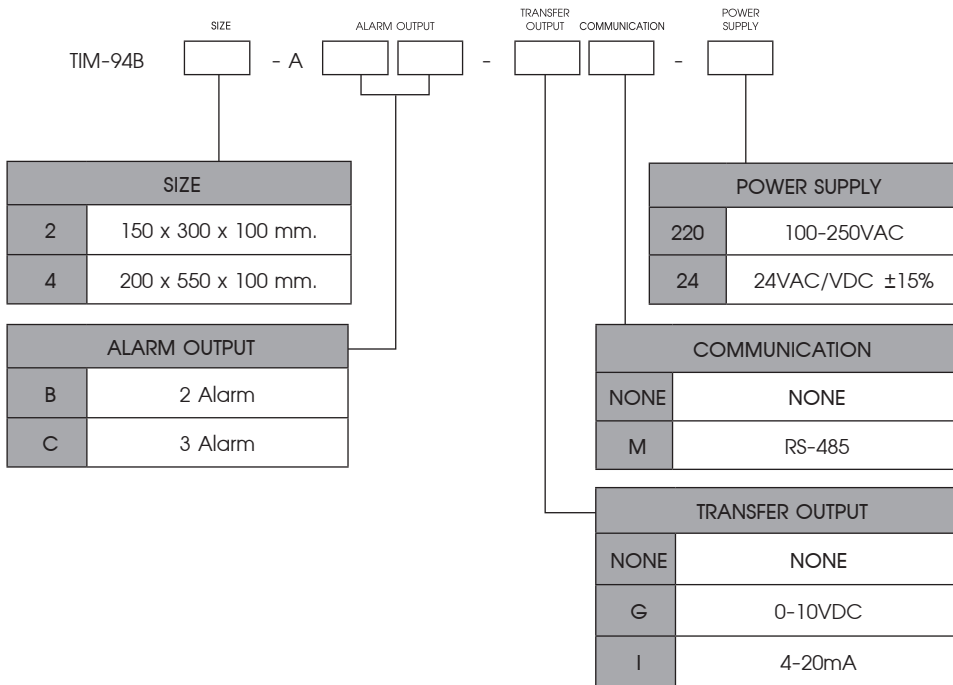 SIZE ALARM OUTPUT TRANSFER OUTPUT COMMUNICATION POWER SUPPLY
TIM-94B - A - -
SIZE
2 150 x 300 x 100 mm.
4 200 x 550 x 100 mm.
POWER SUPPLY
220 100-250VAC
24 24VAC/VDC ±15%
ALARM OUTPUT
B 2 Alarm
C 3 Alarm
COMMUNICATION
NONE NONE
M RS-485
TRANSFER OUTPUT
NONE NONE
G 0-10VDC
I 4-20mA